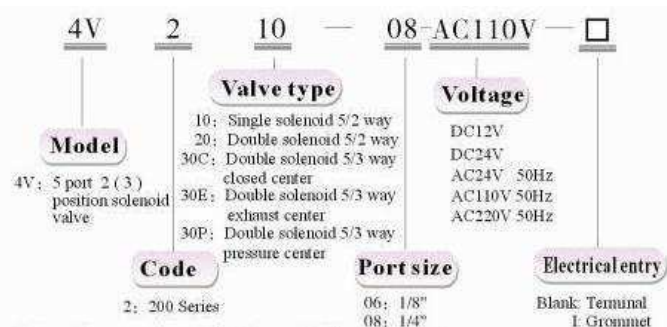 4V 2 10 — 08-AC110V — □
Valve type
10: Single solenoid 5/2 way
20: Double solenoid 5/2 way
30C: Double solenoid 5/3 way
closed center
30E: Double solenoid 5/3 way
exhaust center
30P: Double solenoid 5/3 way
pressure center
Voltage
DC12V
DC24V
AC24V 50Hz
AC110V 50Hz
AC220V 50Hz
Model
4V: 5 port 2 (3)
position solenoid
valve
Code
2: 200 Series
Port size
06: 1/8"
08: 1/4"
Electrical entry
Blank: Terminal
I: Grommet